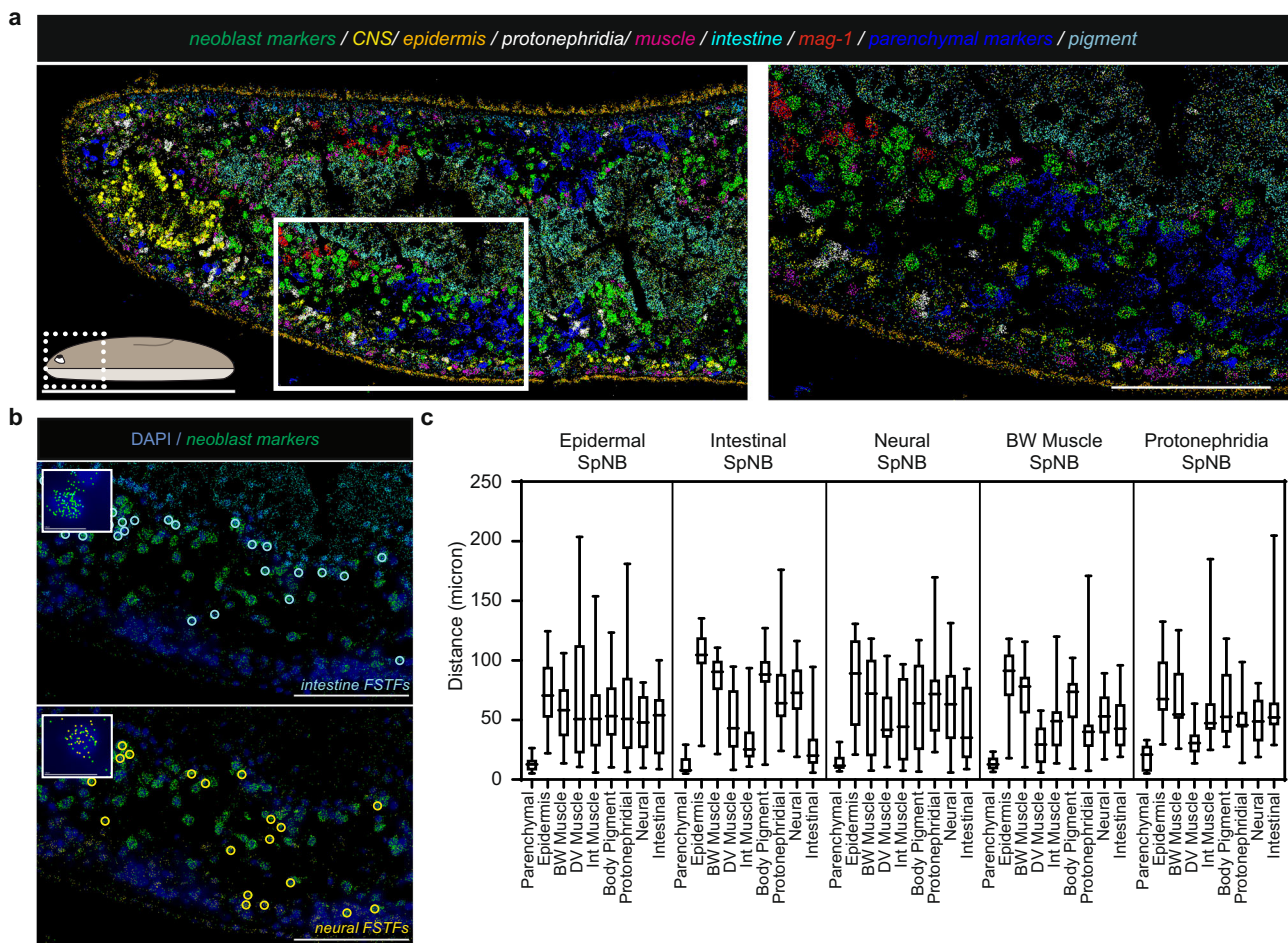 a
neoblast markers / CNS/ epidermis / protonephridia/ muscle / intestine / mag-1 / parenchymal markers / pigment
b
DAPI / neoblast markers
intestine FSTFs
neural FSTFs
c
Epidermal SpNB
Intestinal SpNB
Neural SpNB
BW Muscle SpNB
Protonephridia SpNB
Distance (micron)
250
200
150
100
50
0
Parenchymal
Epidermis
BW Muscle
DV Muscle
Int Muscle
Body Pigment
Protonephridia
Neural
Intestinal
Parenchymal
Epidermis
BW Muscle
DV Muscle
Int Muscle
Body Pigment
Protonephridial
Neural
Intestinal
Parenchymal
Epidermis
BW Muscle
DV Muscle
Int Muscle
Body Pigment
Protonephridia
Neural
Intestinal
Parenchymal
Epidermis
BW Muscle
DV Muscle
Int Muscle
Body Pigment
Protonephridial
Neural
Intestinal
Parenchymal
Epidermis
BW Muscle
DV Muscle
Int Muscle
Body Pigment
Protonephridial
Neural
Intestinal